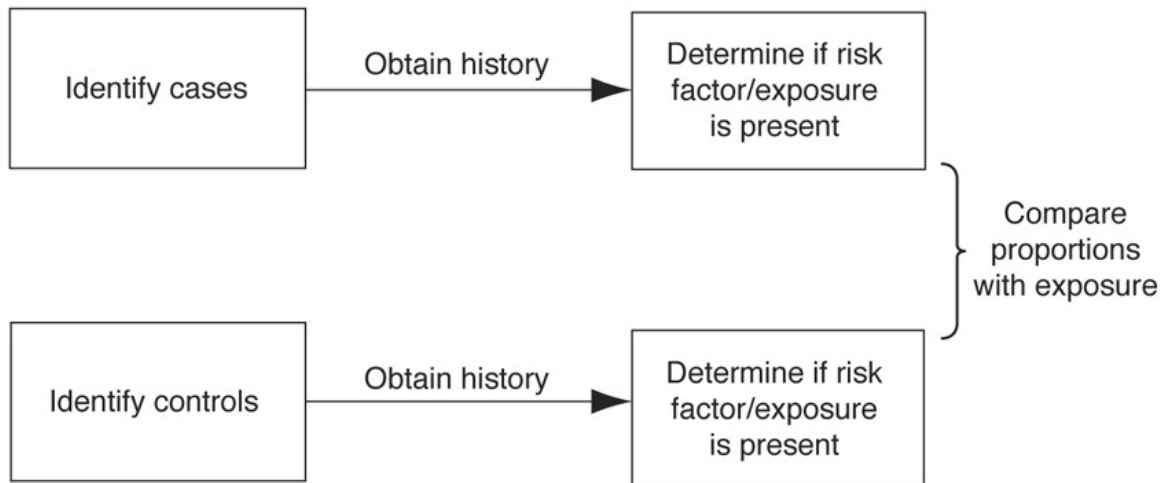 Identify cases
Obtain history
Determine if risk
factor/exposure
is present
Compare
proportions
with exposure
Identify controls
Obtain history
Determine if risk
factor/exposure
is present